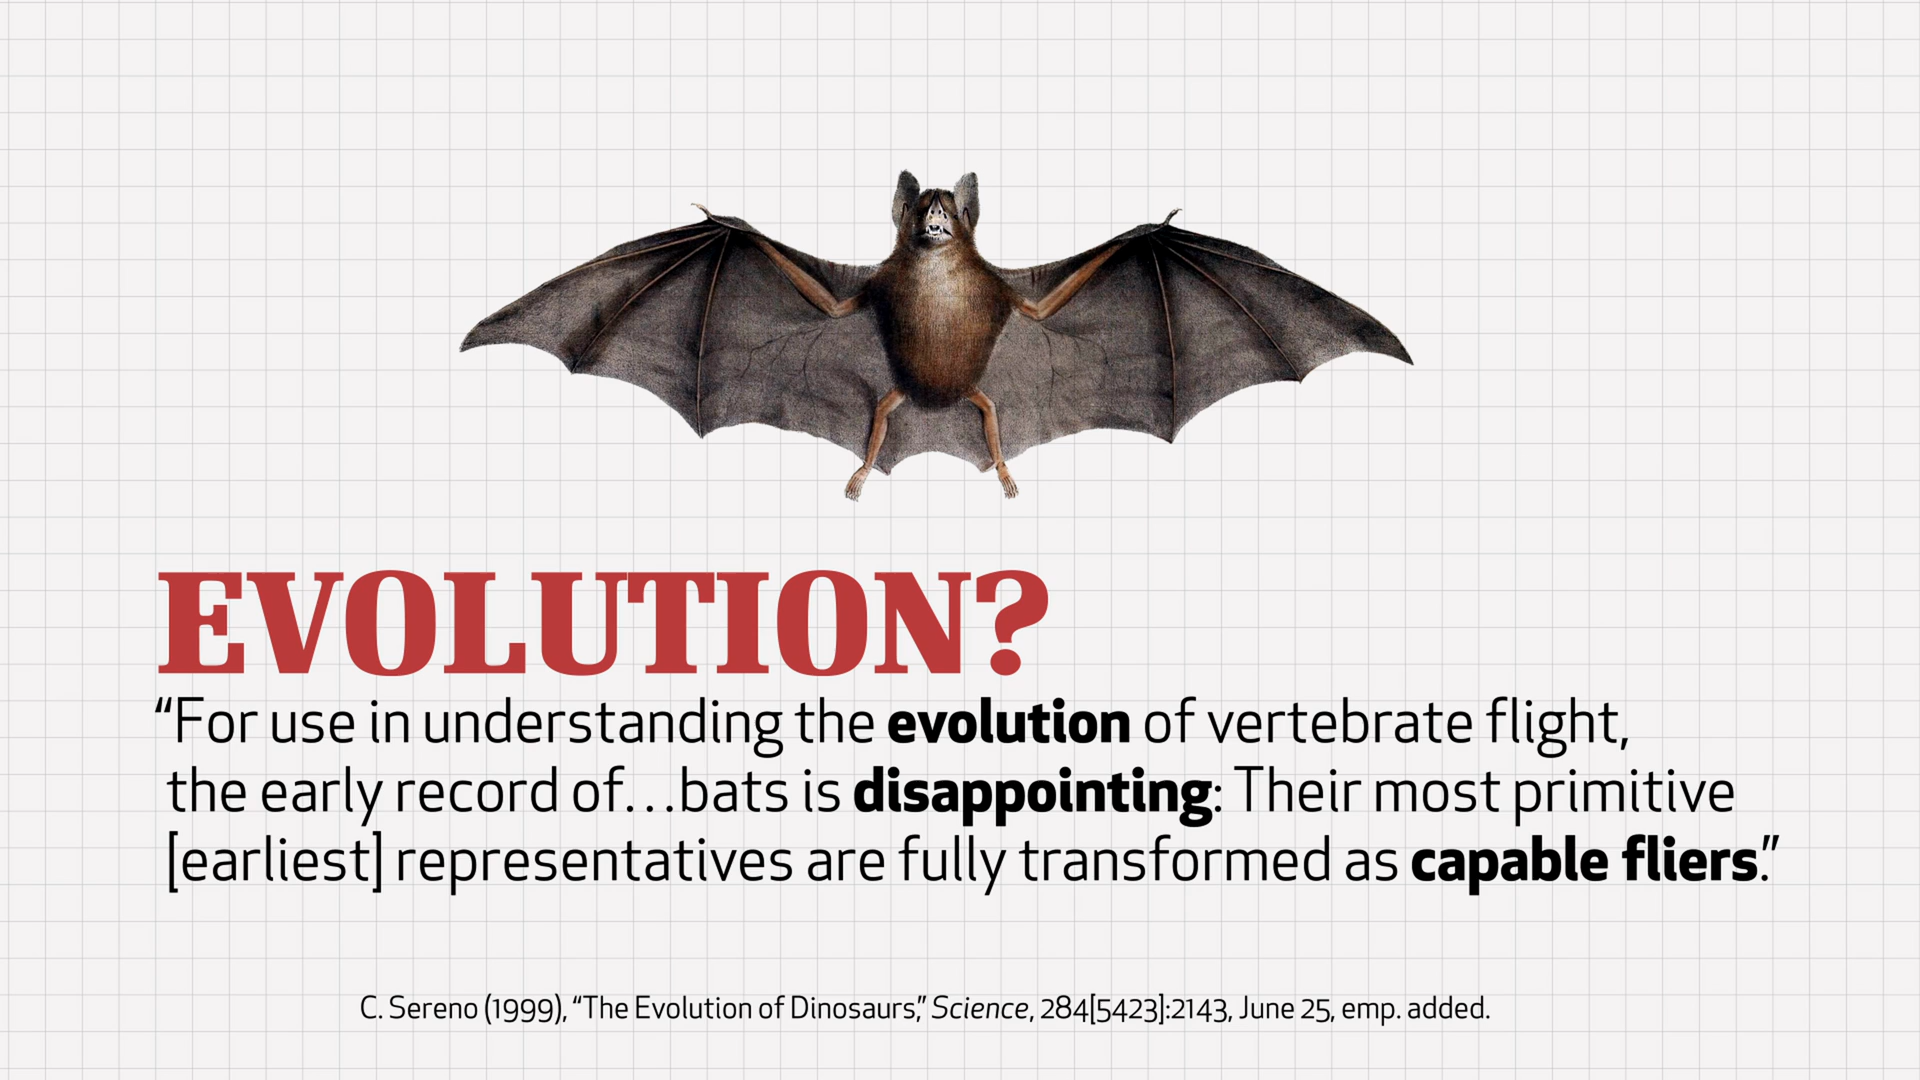 EVOLUTION?
“For use in understanding the evolution of vertebrate flight,
the early record of...bats is disappointing: Their most primitive
[earliest] representatives are fully transformed as capable fliers.”
C. Sereno (1999), “The Evolution of Dinosaurs,” Science, 284[5423]:2143, June 25, emp. added.